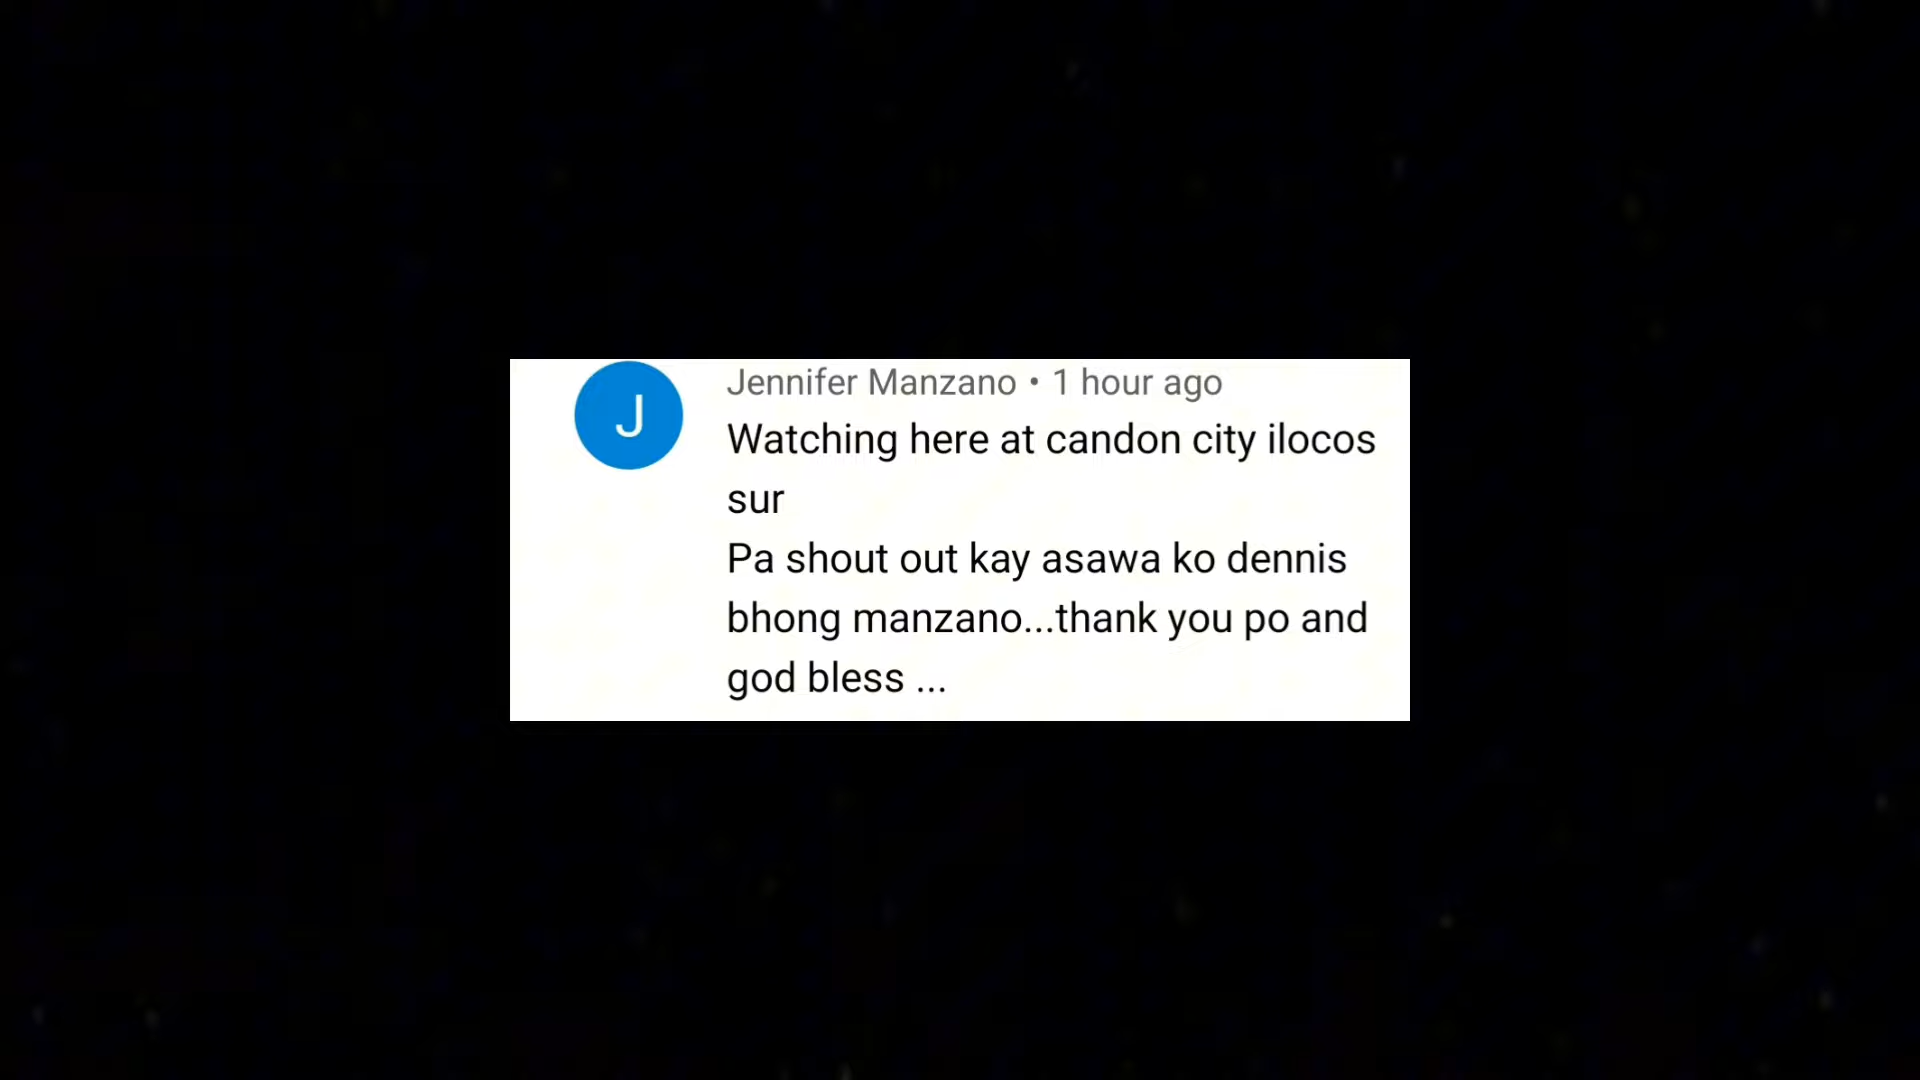 J
Jennifer Manzano • 1 hour ago
Watching here at candon city ilocos
sur
Pa shout out kay asawa ko dennis
bhong manzano...thank you po and
god bless ...